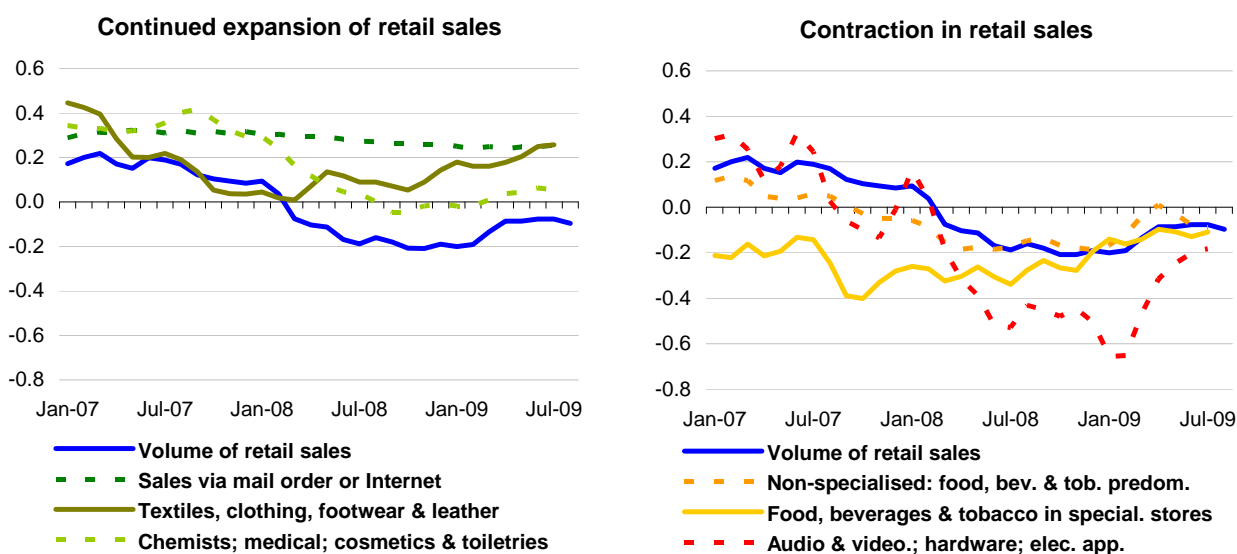 Continued expansion of retail sales
0.6
0.4
0.2
0.0
-0.2
-0.4
-0.6
-0.8
Jan-07 Jul-07 Jan-08 Jul-08 Jan-09 Jul-09
Volume of retail sales
Sales via mail order or Internet
Textiles, clothing, footwear & leather
Chemists; medical; cosmetics & toiletries
Contraction in retail sales
0.6
0.4
0.2
0.0
-0.2
-0.4
-0.6
-0.8
Jan-07 Jul-07 Jan-08 Jul-08 Jan-09 Jul-09
Volume of retail sales
Non-specialised: food, bev. & tob. predom.
Food, beverages & tobacco in special. stores
Audio & video.; hardware; elec. app.